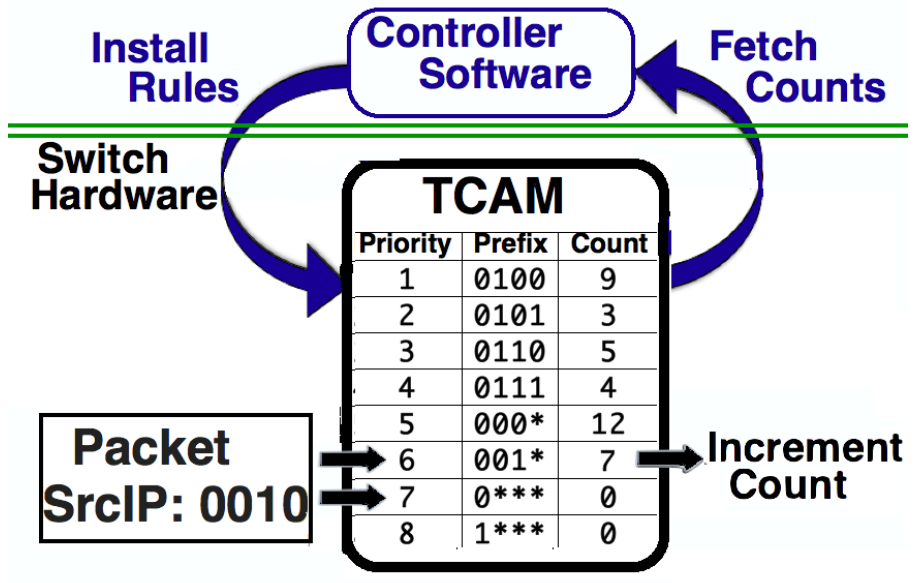 Install
Rules
Controller
Software
Fetch
Counts
Switch
Hardware
TCAM
Priority Prefix Count
1 0100 9
2 0101 3
3 0110 5
4 0111 4
5 000* 12
6 001* 7
7 0*** 0
8 1*** 0
Packet
SrcIP: 0010
Increment
Count